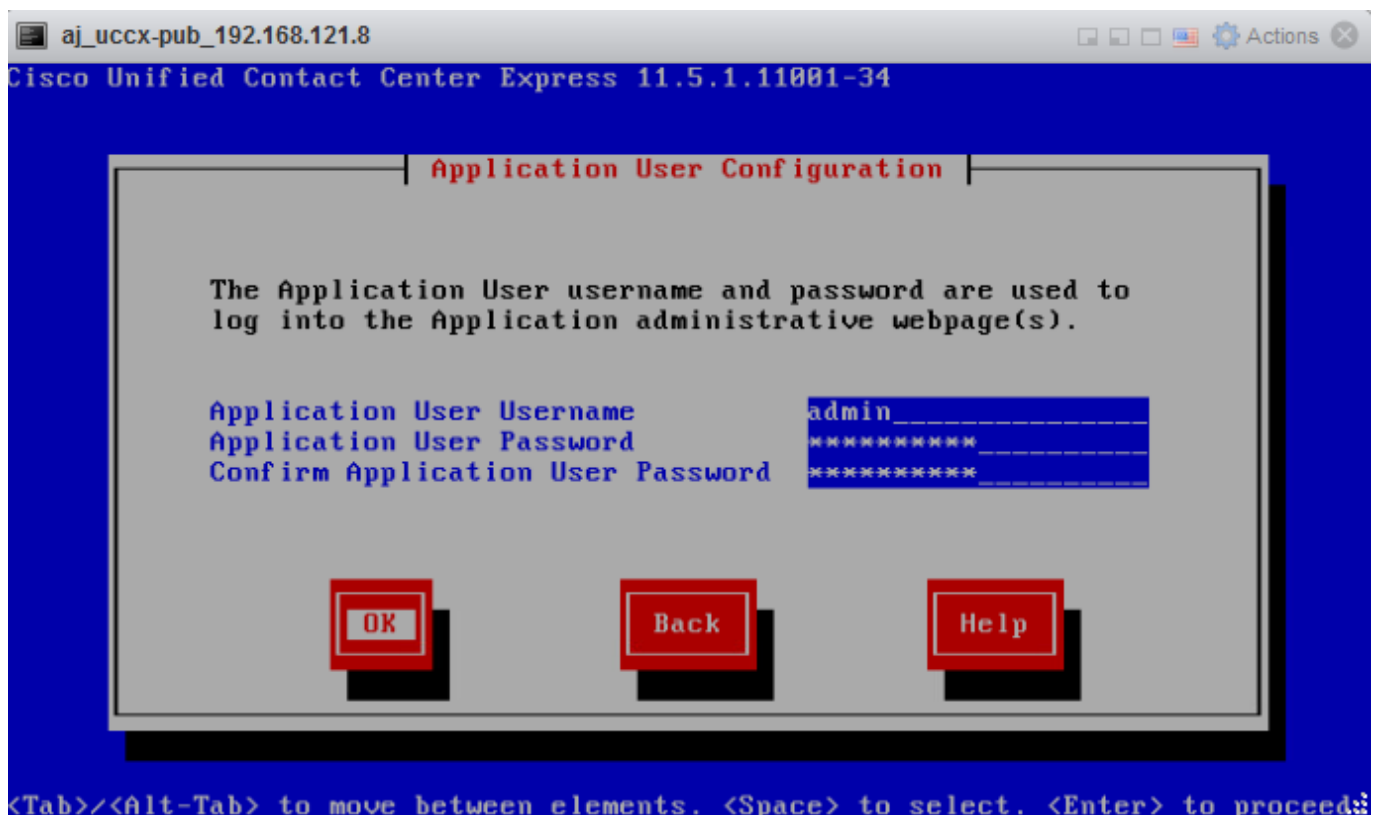 aj_uccx-pub_192.168.121.8 Actions
Cisco Unified Contact Center Express 11.5.1.11001-34
Application User Configuration
The Application User username and password are used to
log into the Application administrative webpage(s).
Application User Username admin_______________
Application User Password **********__________
Confirm Application User Password **********__________
OK Back Help
<Tab>/<Alt-Tab> to move between elements. <Space> to select. <Enter> to proceed